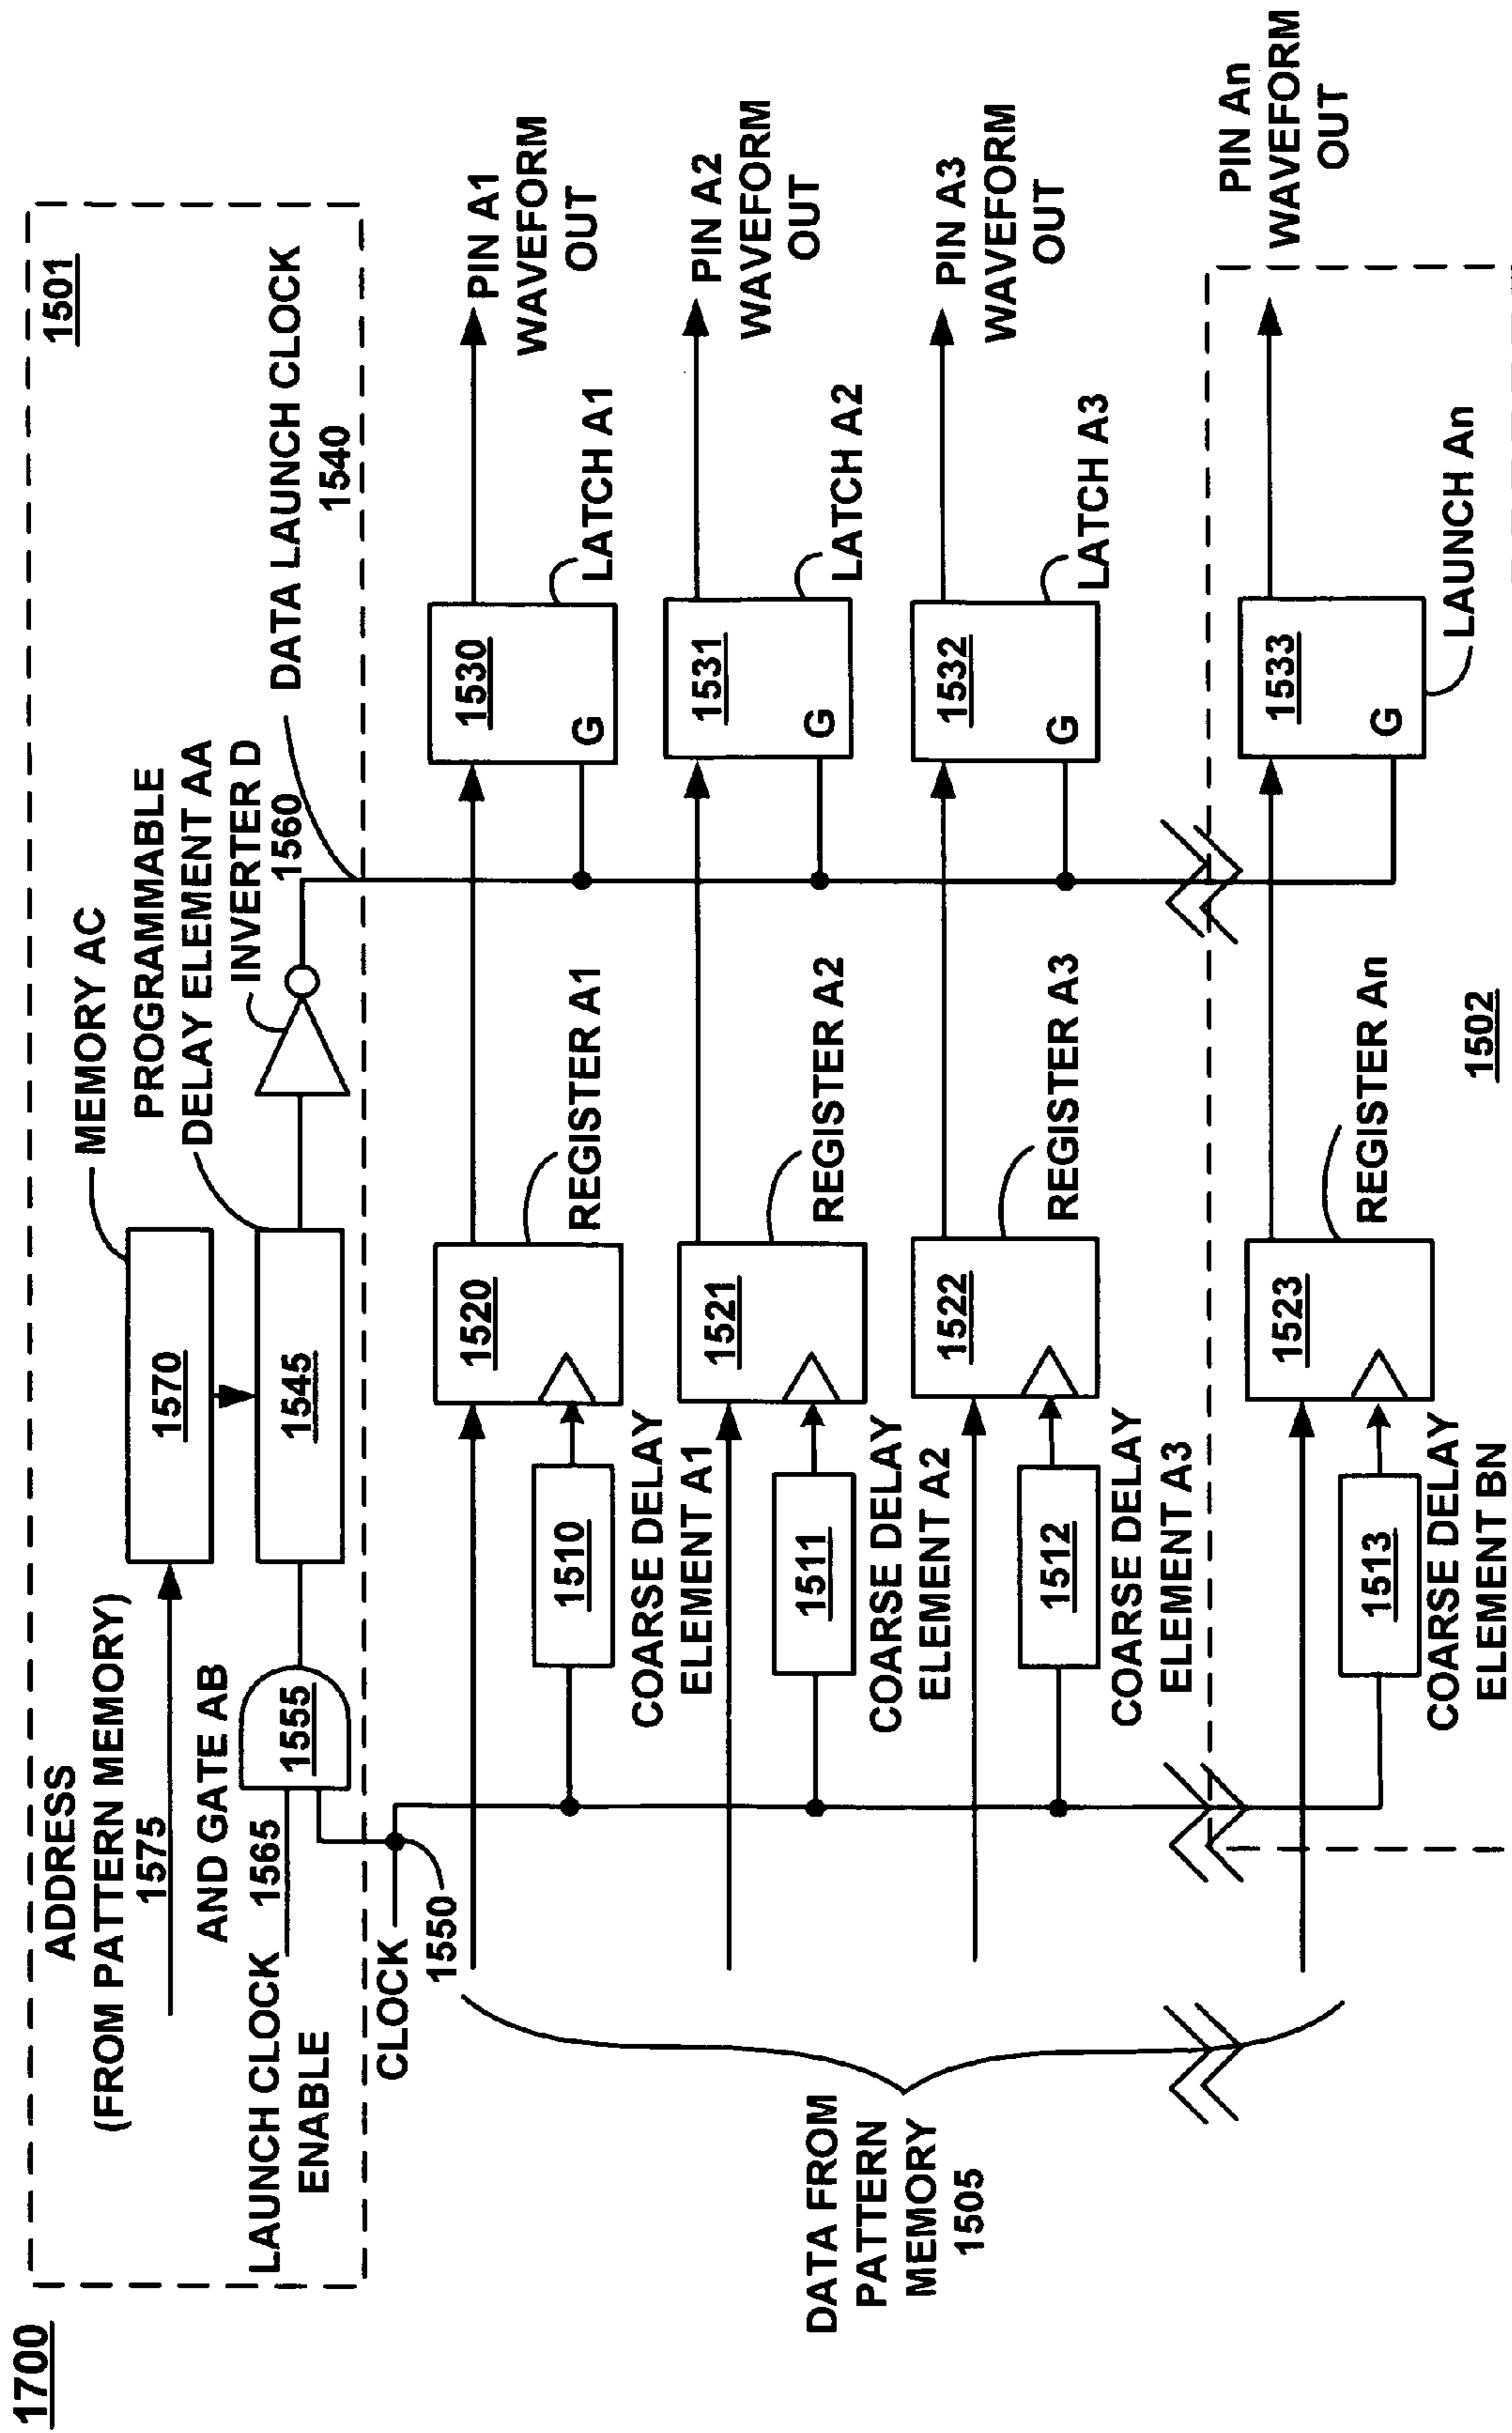 1700
1501
ADDRESS
(FROM PATTERN MEMORY)
1575
MEMORY AC
1570
PROGRAMMABLE
DELAY ELEMENT AA
1545
INVERTER D
1560
AND GATE AB
1555
LAUNCH CLOCK 1565
ENABLE
DATA LAUNCH CLOCK
1540
CLOCK
1550
DATA FROM
PATTERN
MEMORY
1505
1510
COARSE DELAY
ELEMENT A1
1520
REGISTER A1
1530
G
LATCH A1
PIN A1
WAVEFORM
OUT
1511
COARSE DELAY
ELEMENT A2
1521
REGISTER A2
1531
G
LATCH A2
PIN A2
WAVEFORM
OUT
1512
COARSE DELAY
ELEMENT A3
1522
REGISTER A3
1532
G
LATCH A3
PIN A3
WAVEFORM
OUT
1513
COARSE DELAY
ELEMENT BN
1523
REGISTER An
1533
G
LAUNCH An
PIN An
WAVEFORM
OUT
1502